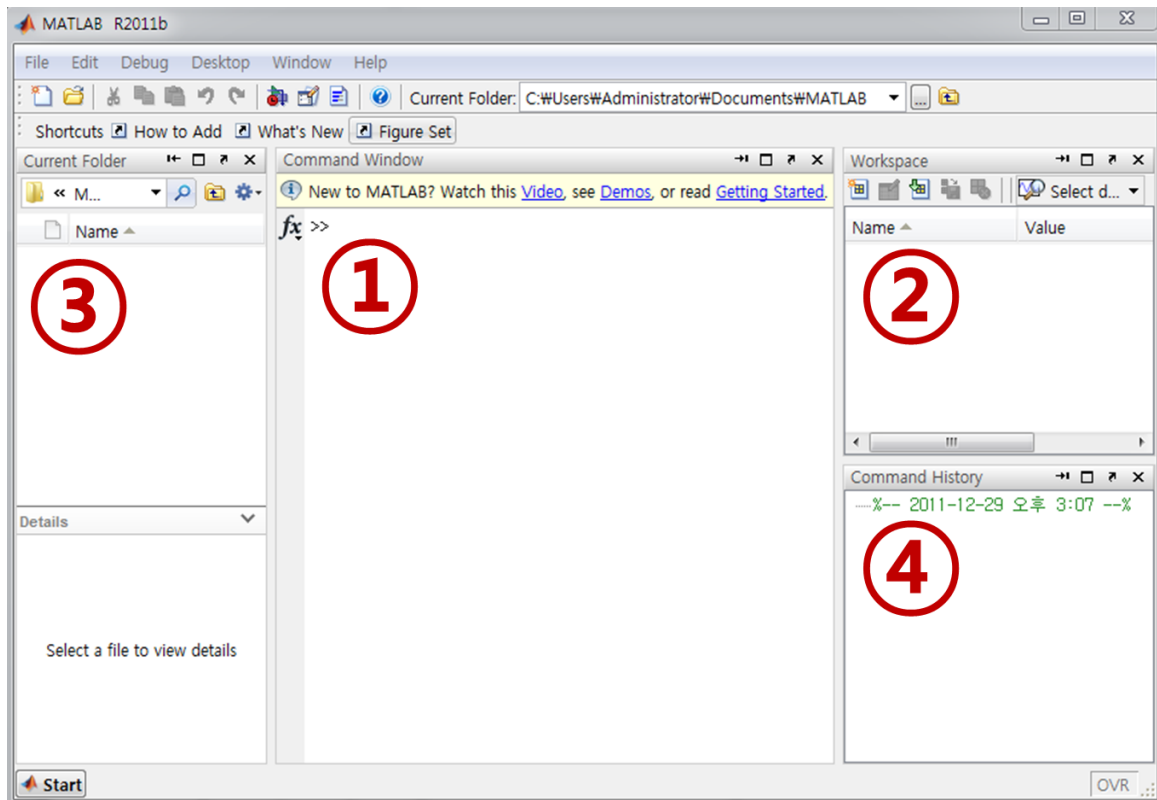 MATLAB R2011b
File Edit Debug Desktop Window Help
Current Folder: C:₩Users₩Administrator₩Documents₩MATLAB
Shortcuts How to Add What's New Figure Set
Current Folder
« M...
Name
③
Details
Select a file to view details
Command Window
New to MATLAB? Watch this Video, see Demos, or read Getting Started.
fx >>
①
Workspace
Select d...
Name Value
②
Command History
%-- 2011-12-29 오후 3:07 --%
④
Start
OVR